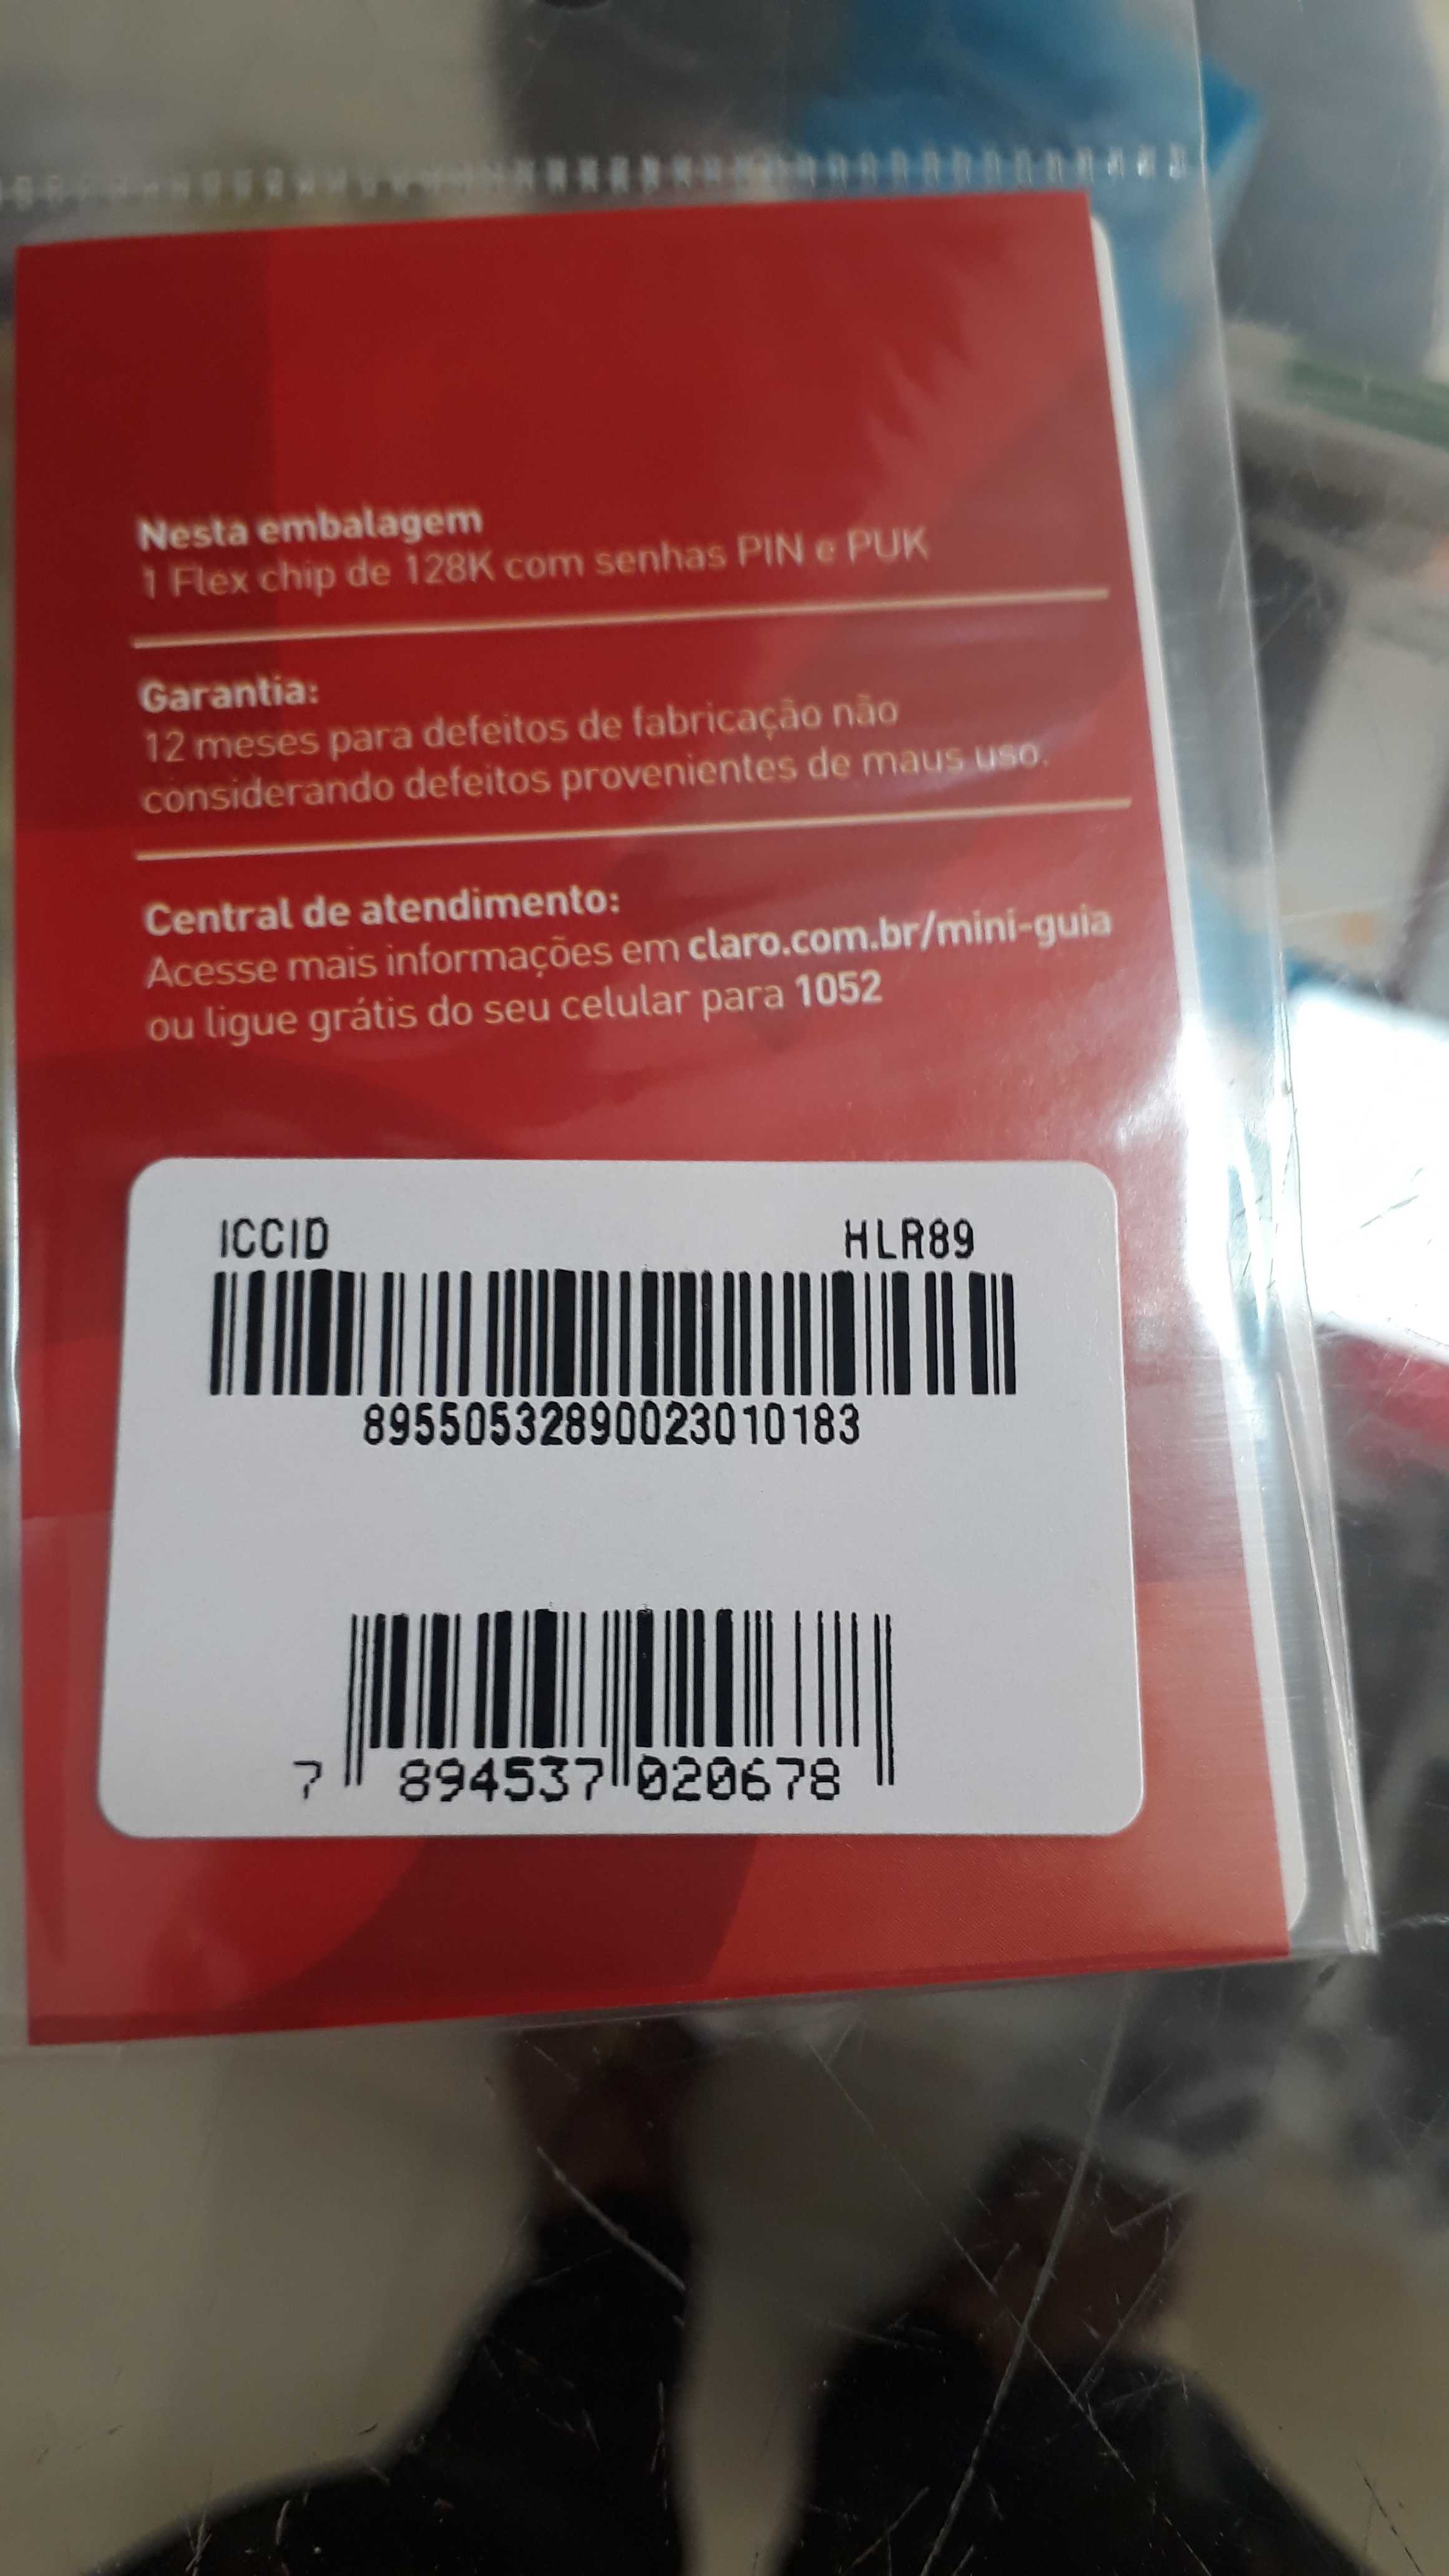 Nesta embalagem
1 Flex chip de 128K com senhas PIN e PUK
Garantia:
12 meses para defeitos de fabricação não
considerando defeitos provenientes de maus uso.
Central de atendimento:
Acesse mais informações em claro.com.br/mini-guia
ou ligue grátis do seu celular para 1052
ICCID HLR89
89550532890023010183
7 894537 020678